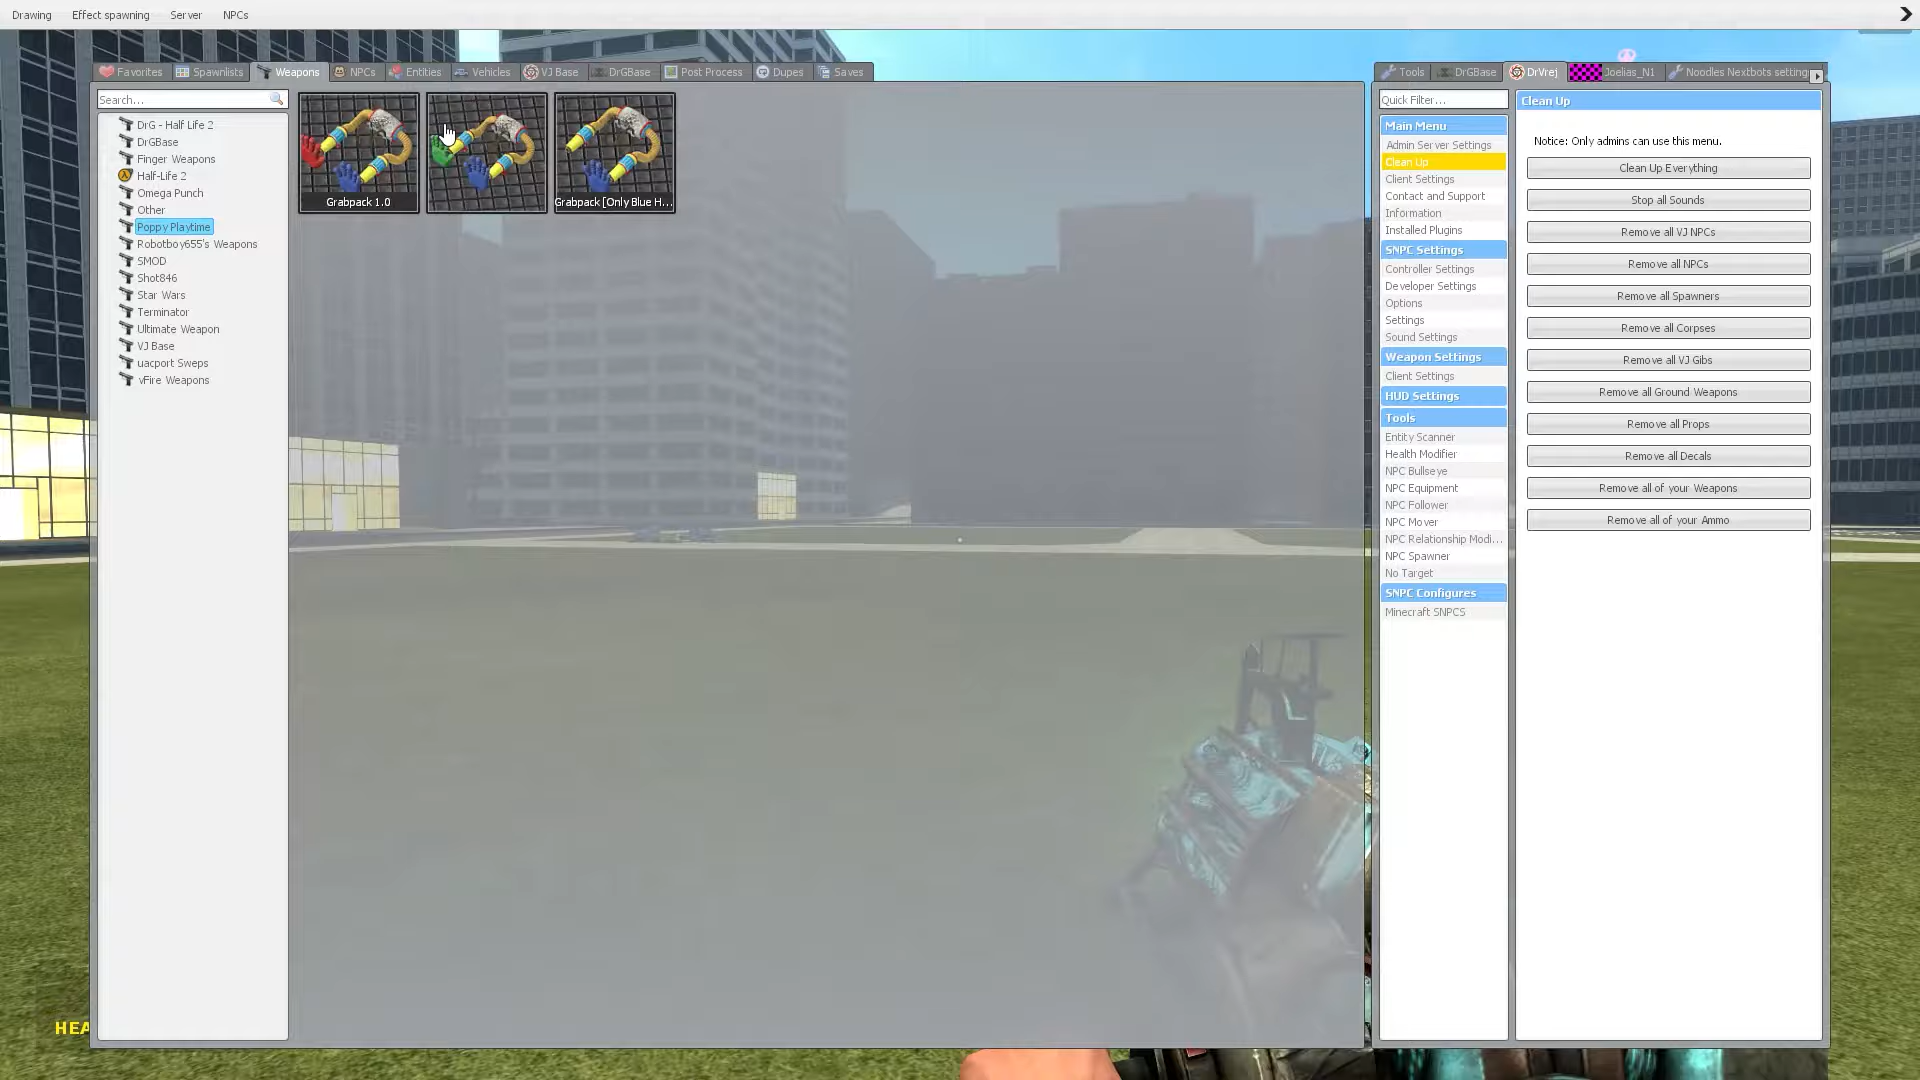 Drawing Effect spawning Server NPCs
Favorites Spawnlists Weapons NPCs Entities Vehicles VJ Base DrGBase Post Process Dupes Saves
Search...
DrG - Half Life 2
DrGBase
Finger Weapons
Half-Life 2
Omega Punch
Other
Poppy Playtime
Robotboy655's Weapons
SMOD
Shot846
Star Wars
Terminator
Ultimate Weapon
VJ Base
uacport Sweps
vFire Weapons
Grabpack 1.0
Grabpack [Only Blue H...
Tools DrGBase DrVrej Joelias_N1 Noodles Nextbots setting
Quick Filter...
Main Menu
Admin Server Settings
Clean Up
Client Settings
Contact and Support
Information
Installed Plugins
SNPC Settings
Controller Settings
Developer Settings
Options
Settings
Sound Settings
Weapon Settings
Client Settings
HUD Settings
Tools
Entity Scanner
Health Modifier
NPC Bullseye
NPC Equipment
NPC Follower
NPC Mover
NPC Relationship Modi...
NPC Spawner
No Target
SNPC Configures
Minecraft SNPCS
Clean Up
Notice: Only admins can use this menu.
Clean Up Everything
Stop all Sounds
Remove all VJ NPCs
Remove all NPCs
Remove all Spawners
Remove all Corpses
Remove all VJ Gibs
Remove all Ground Weapons
Remove all Props
Remove all Decals
Remove all of your Weapons
Remove all of your Ammo
HEA